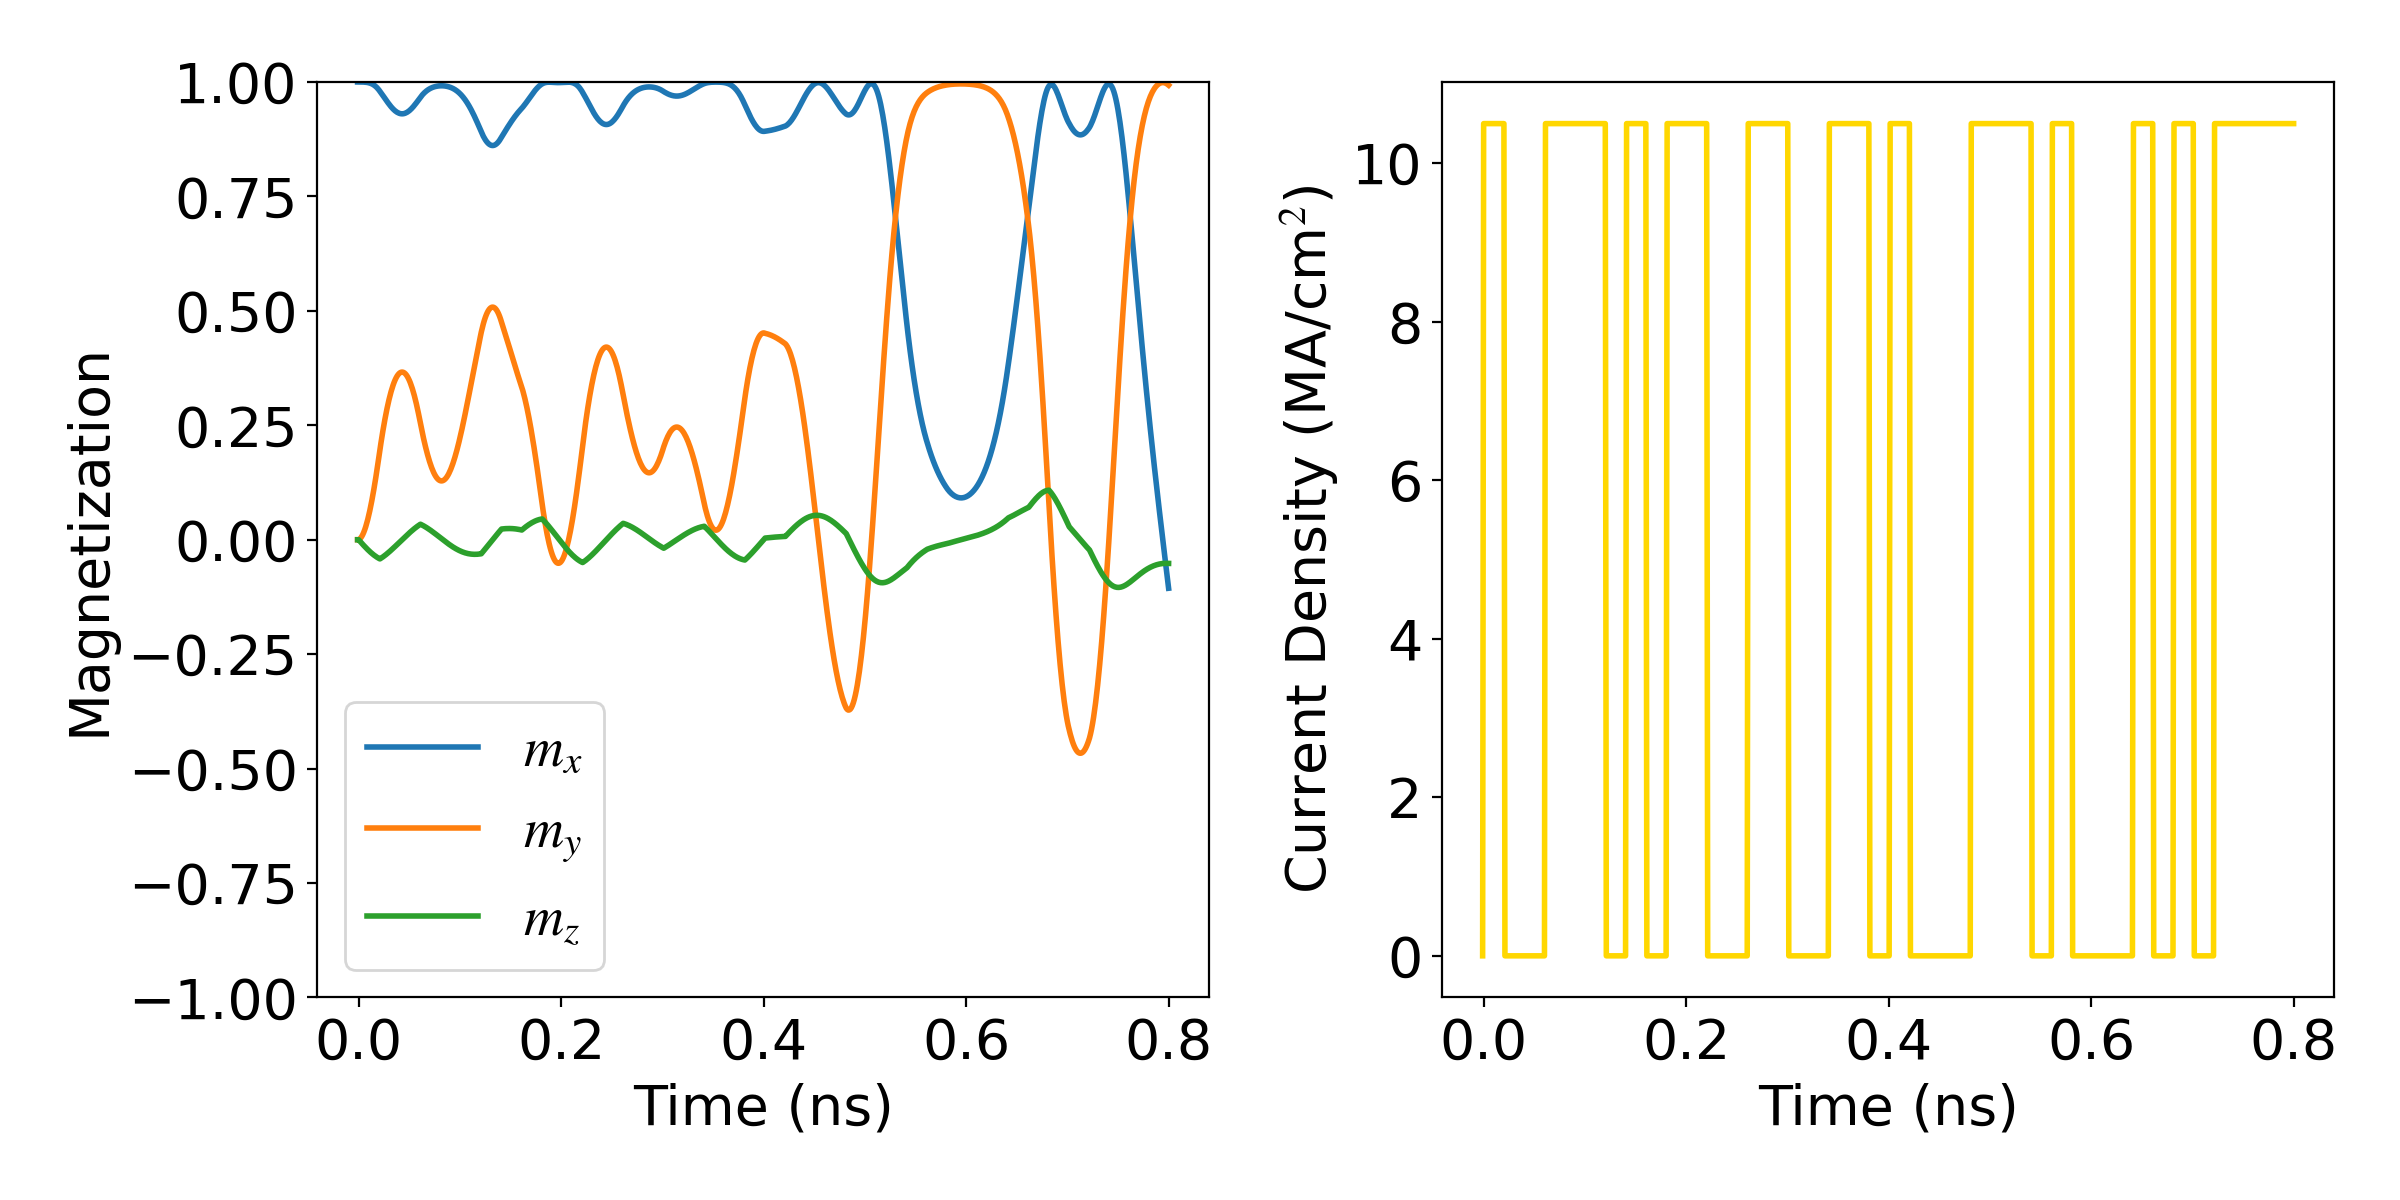 1.00
0.75
0.50
0.25
0.00
−0.25
−0.50
−0.75
−1.00
Magnetization
m_x
m_y
m_z
0.0 0.2 0.4 0.6 0.8
Time (ns)
10
8
6
4
2
0
Current Density (MA/cm²)
0.0 0.2 0.4 0.6 0.8
Time (ns)